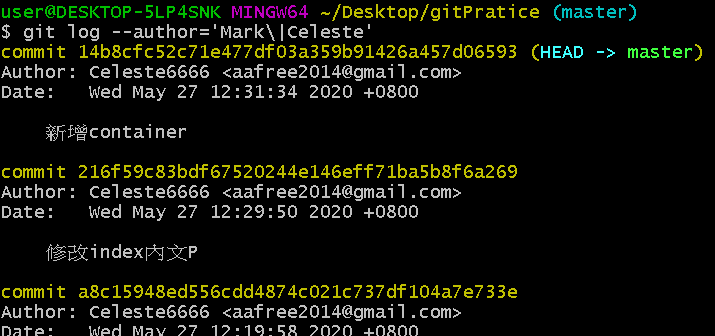 user@DESKTOP-5LP4SNK MINGW64 ~/Desktop/gitPratice (master)
$ git log --author='Mark\|Celeste'
commit 14b8cfc52c71e477df03a359b91426a457d06593 (HEAD -> master)
Author: Celeste6666 <aafree2014@gmail.com>
Date:   Wed May 27 12:31:34 2020 +0800
新增container
commit 216f59c83bdf67520244e146eff71ba5b8f6a269
Author: Celeste6666 <aafree2014@gmail.com>
Date:   Wed May 27 12:29:50 2020 +0800
修改index內文P
commit a8c15948ed556cdd4874c021c737df104a7e733e
Author: Celeste6666 <aafree2014@gmail.com>
Date:   Wed May 27 12:19:58 2020 +0800